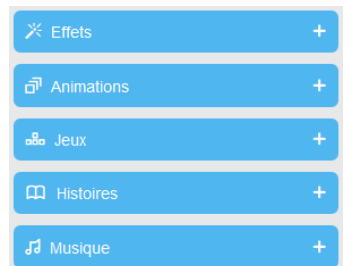 Effets +
Animations +
Jeux +
Histoires +
Musique +